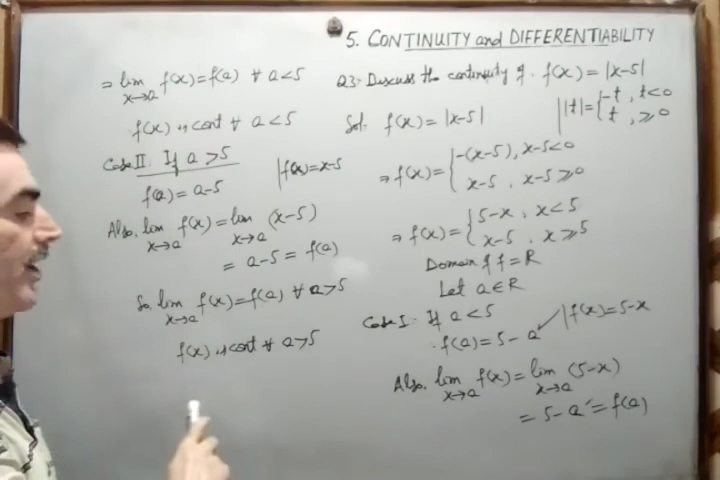 5. CONTINUITY and DIFFERENTIABILITY
Q3. Discuss the continuity of f(x) = |x-5|
Sol. f(x) = |x-5|
|t| = { -t , t<0
t , ≥0
⇒ f(x) = { -(x-5), x-5<0
x-5 , x-5≥0
⇒ f(x) = { 5-x , x<5
x-5 , x≥5
Domain of f = R
Let a∈R
Case I. If a<5
f(a) = 5-a | f(x) = 5-x
Also, lim x→a f(x) = lim x→a (5-x)
= 5-a = f(a)
⇒ lim x→a f(x) = f(a) ∀ a<5
f(x) is cont ∀ a<5
Case II. If a>5
f(a) = a-5 | f(x) = x-5
Also, lim x→a f(x) = lim x→a (x-5)
= a-5 = f(a)
So lim x→a f(x) = f(a) ∀ a>5
f(x) is cont ∀ a>5